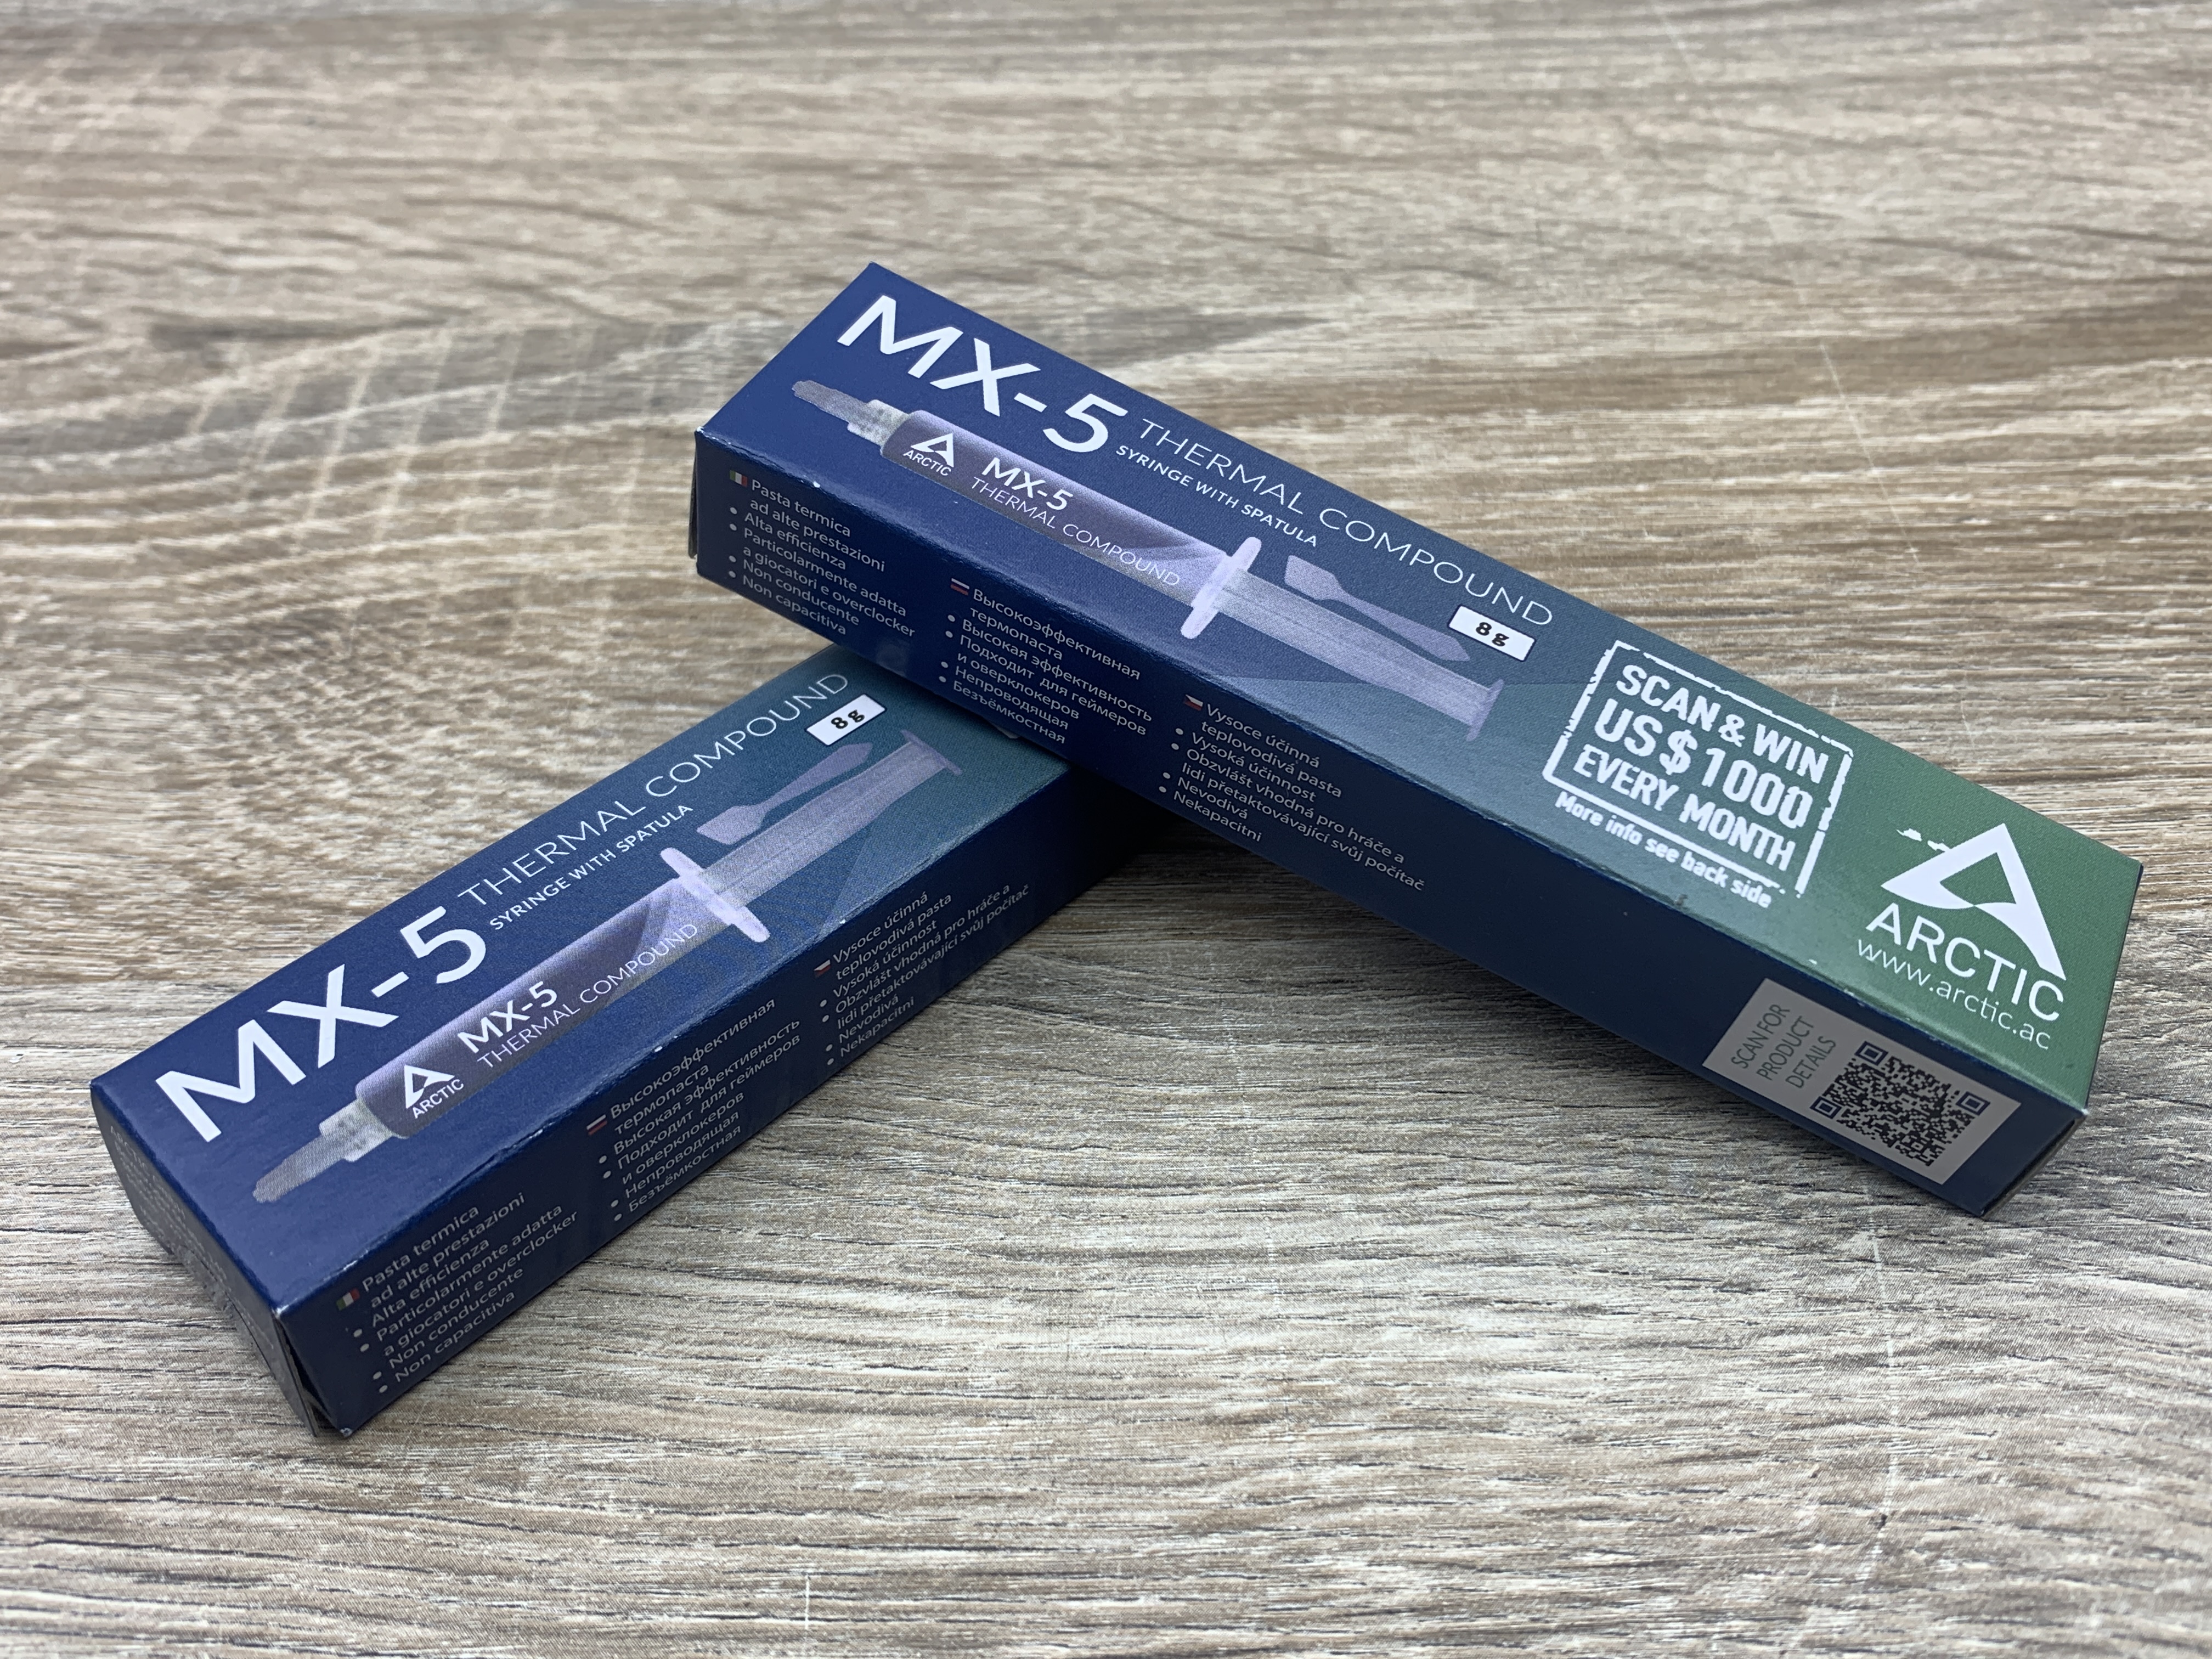 MX-5
THERMAL COMPOUND
SYRINGE WITH SPATULA
8 g
ARCTIC
MX-5
THERMAL COMPOUND
SCAN & WIN
US$ 1000
EVERY MONTH
More info see back side
ARCTIC
www.arctic.ac
Pasta termica
ad alte prestazioni
• Alta efficienza
• Particolarmente adatta
a giocatori e overclocker
• Non conducente
• Non capacitiva
Высокоэффективная
термопаста
• Высокая эффективность
• Подходит для геймеров
и оверклокеров
• Непроводящая
• Безъёмкостная
Vysoce účinná
teplovodivá pasta
• Vysoká účinnost
• Obzvlášt vhodná pro hráče a
lidi přetaktovávající svůj počítač
• Nevodivá
• Nekapacitni
SCAN FOR
PRODUCT
DETAILS
MX-5
THERMAL COMPOUND
SYRINGE WITH SPATULA
8 g
ARCTIC
MX-5
THERMAL COMPOUND
Pasta termica
ad alte prestazioni
• Alta efficienza
• Particolarmente adatta
a giocatori e overclocker
• Non conducente
• Non capacitiva
Высокоэффективная
термопаста
• Высокая эффективность
• Подходит для геймеров
и оверклокеров
• Непроводящая
• Безъёмкостная
Vysoce účinná
teplovodivá pasta
• Vysoká účinnost
• Obzvlášt vhodná pro hráče a
lidi přetaktovávající svůj počítač
• Nevodivá
• Nekapacitni